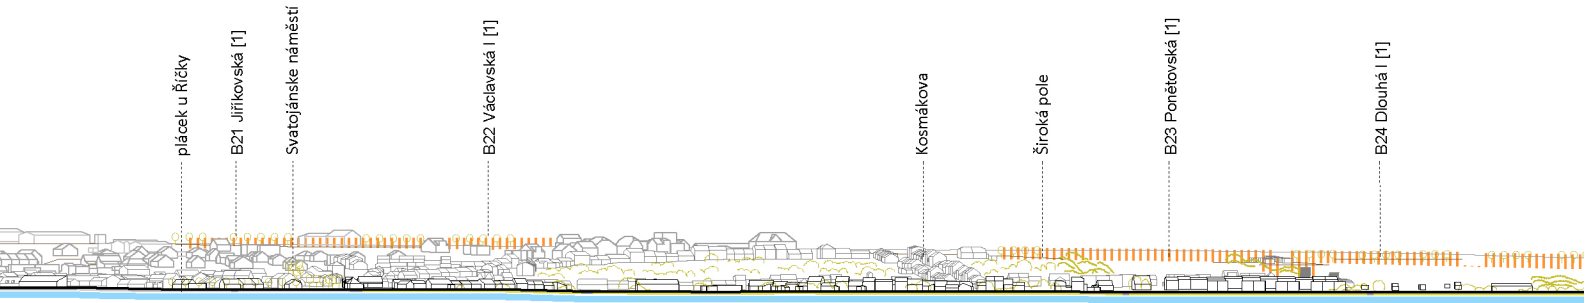 plácek u Říčky
B21 Jiříkovská [1]
Svatojánske náměstí
B22 Václavská I [1]
Kosmákova
Široká pole
B23 Ponětovská [1]
B24 Dlouhá I [1]